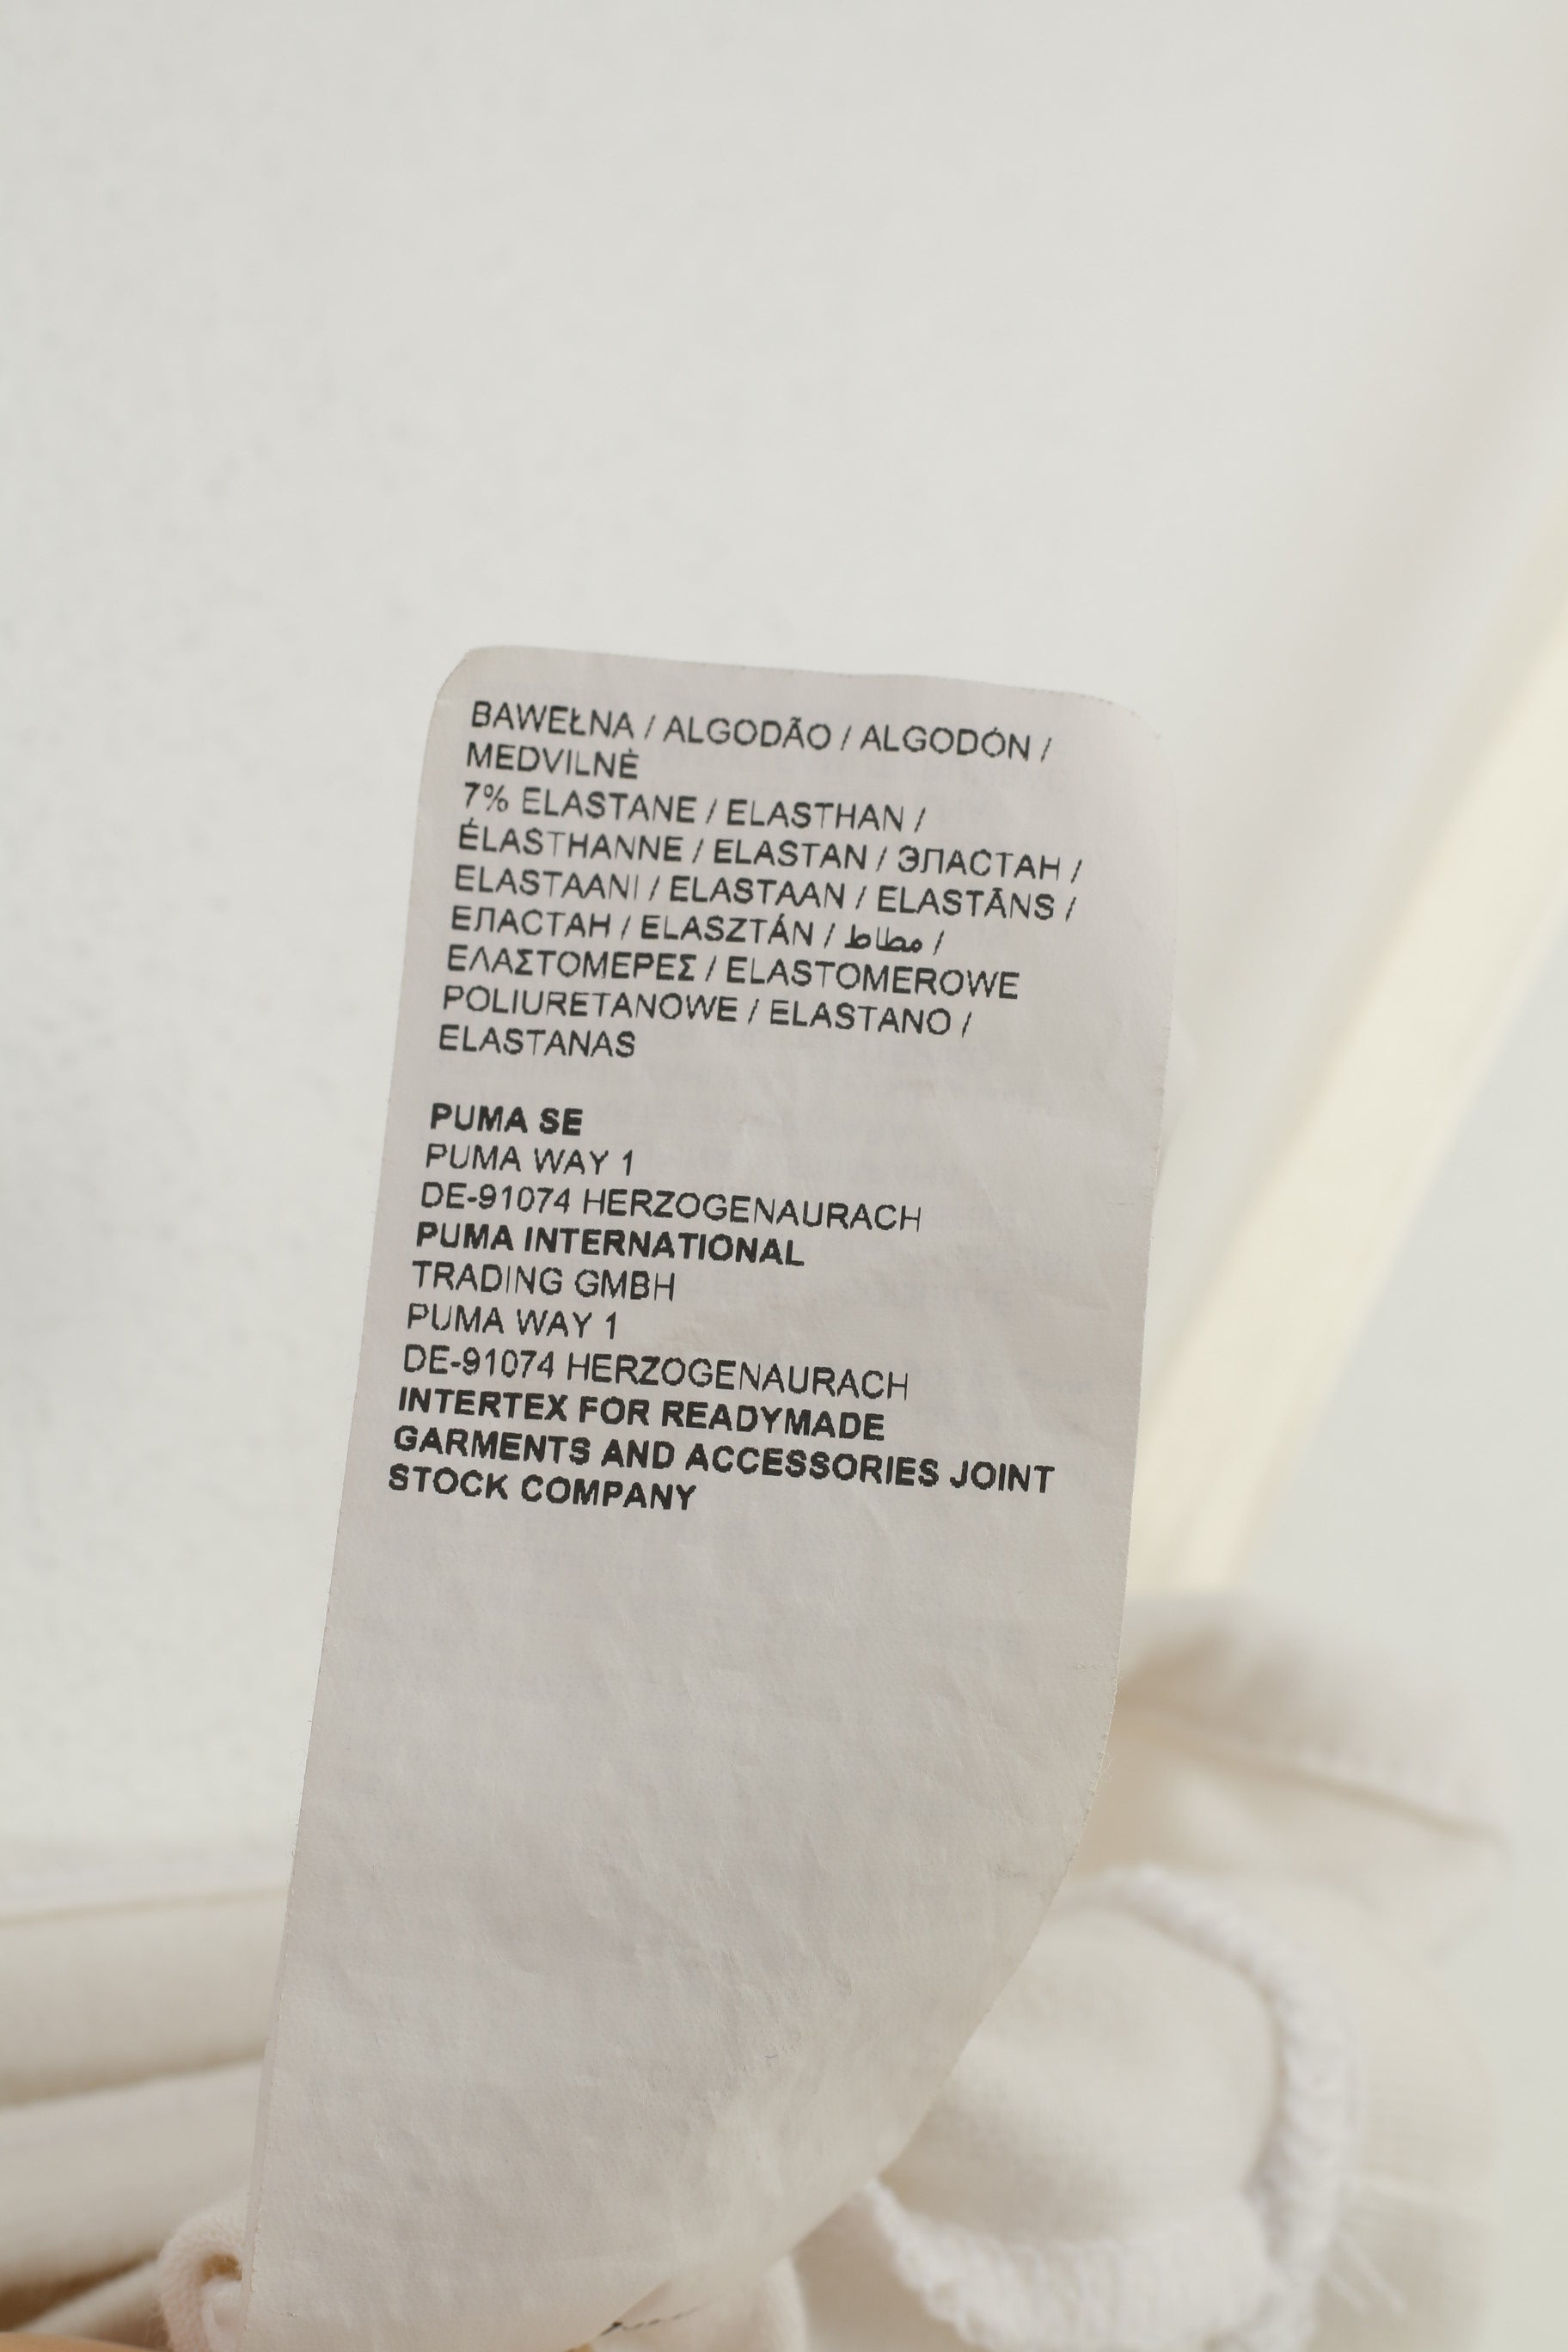 BAWEŁNA / ALGODÃO / ALGODÓN /
MEDVILNĖ
7% ELASTANE / ELASTHAN /
ÉLASTHANNE / ELASTAN / ЭЛАСТАН /
ELASTAANI / ELASTAAN / ELASTĀNS /
ЕЛАСТАН / ELASZTÁN / مطاط /
ΕΛΑΣΤΟΜΕΡΕΣ / ELASTOMEROWE
POLIURETANOWE / ELASTANO /
ELASTANAS
PUMA SE
PUMA WAY 1
DE-91074 HERZOGENAURACH
PUMA INTERNATIONAL
TRADING GMBH
PUMA WAY 1
DE-91074 HERZOGENAURACH
INTERTEX FOR READYMADE
GARMENTS AND ACCESSORIES JOINT
STOCK COMPANY